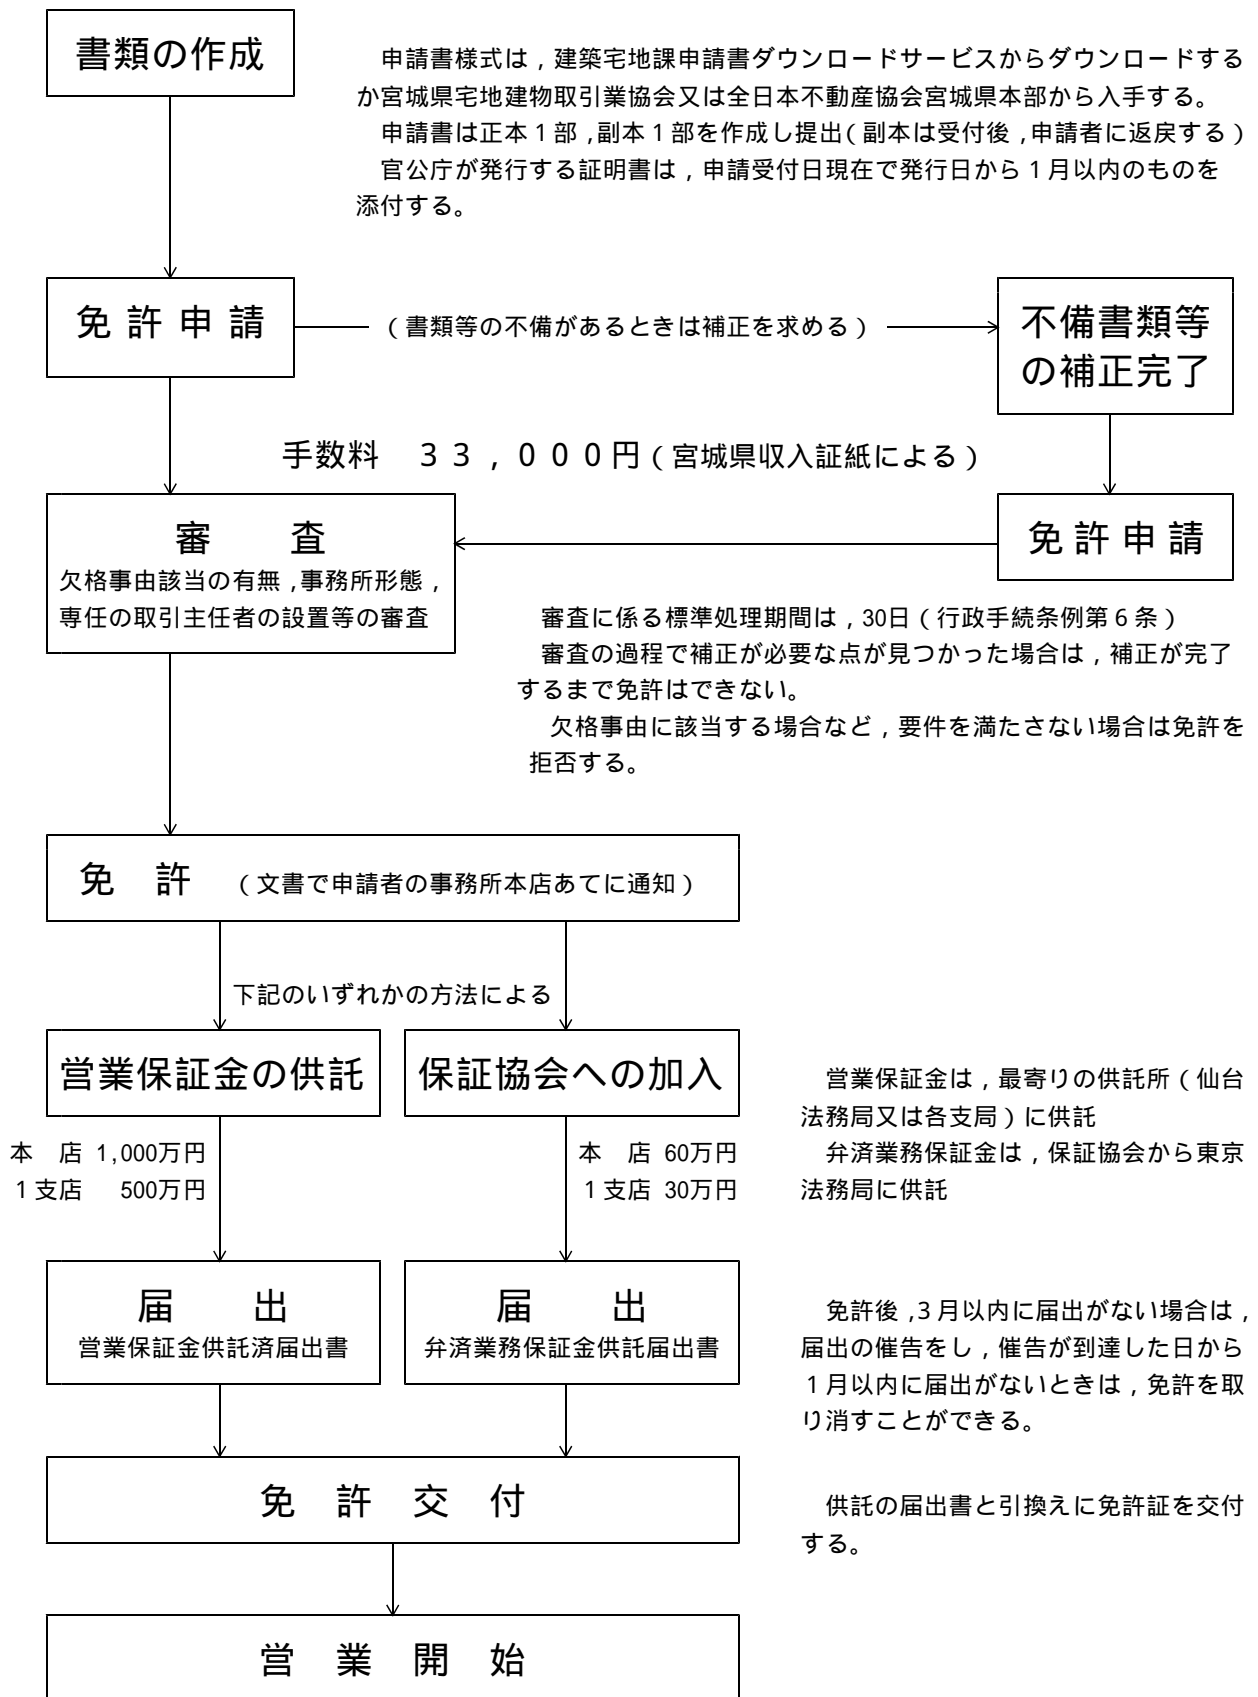 書類の作成
申請書様式は，建築宅地課申請書ダウンロードサービスからダウンロードする
か宮城県宅地建物取引業協会又は全日本不動産協会宮城県本部から入手する。
申請書は正本１部，副本１部を作成し提出（副本は受付後，申請者に返戻する）
官公庁が発行する証明書は，申請受付日現在で発行日から１月以内のものを
添付する。
免許申請
（書類等の不備があるときは補正を求める）
不備書類等
の補正完了
手数料　３３，０００円（宮城県収入証紙による）
審　査
欠格事由該当の有無，事務所形態，
専任の取引主任者の設置等の審査
免許申請
審査に係る標準処理期間は，30日（行政手続条例第６条）
審査の過程で補正が必要な点が見つかった場合は，補正が完了
するまで免許はできない。
欠格事由に該当する場合など，要件を満たさない場合は免許を
拒否する。
免　許　（文書で申請者の事務所本店あてに通知）
下記のいずれかの方法による
営業保証金の供託
保証協会への加入
本　店 1,000万円
１支店　500万円
本　店 60万円
１支店 30万円
営業保証金は，最寄りの供託所（仙台
法務局又は各支局）に供託
弁済業務保証金は，保証協会から東京
法務局に供託
届　出
営業保証金供託済届出書
届　出
弁済業務保証金供託届出書
免許後，３月以内に届出がない場合は，
届出の催告をし，催告が到達した日から
１月以内に届出がないときは，免許を取
り消すことができる。
免　許　交　付
供託の届出書と引換えに免許証を交付
する。
営　業　開　始